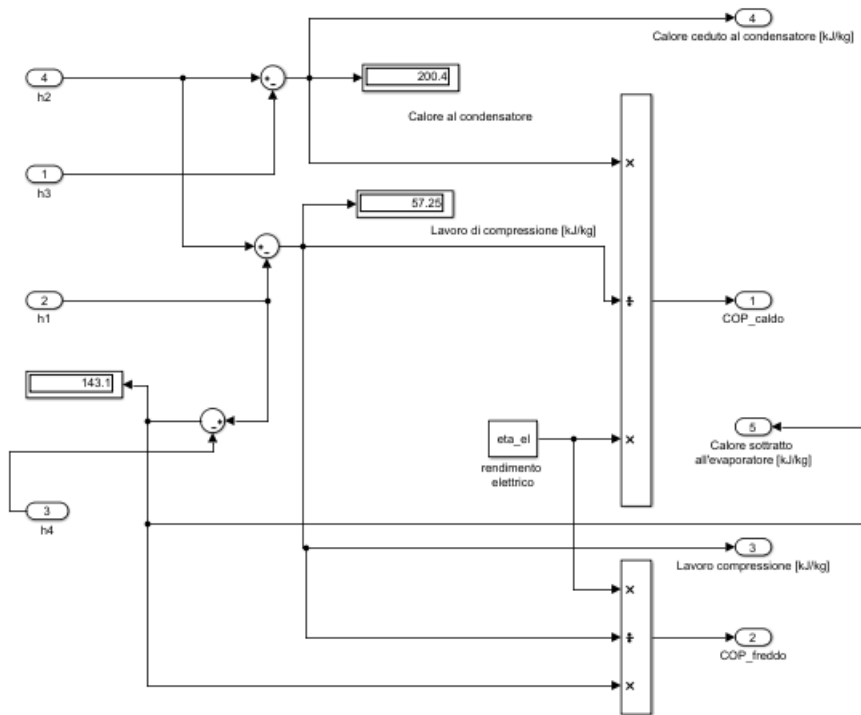 4
Calore ceduto al condensatore [kJ/kg]
4
h2
+
-
200.4
Calore al condensatore
×
1
h3
57.25
Lavoro di compressione [kJ/kg]
+
-
2
h1
÷
1
COP_caldo
143.1
-
+
eta_el
rendimento
elettrico
×
5
Calore sottratto
all'evaporatore [kJ/kg]
3
h4
3
Lavoro compressione [kJ/kg]
×
÷
2
COP_freddo
×